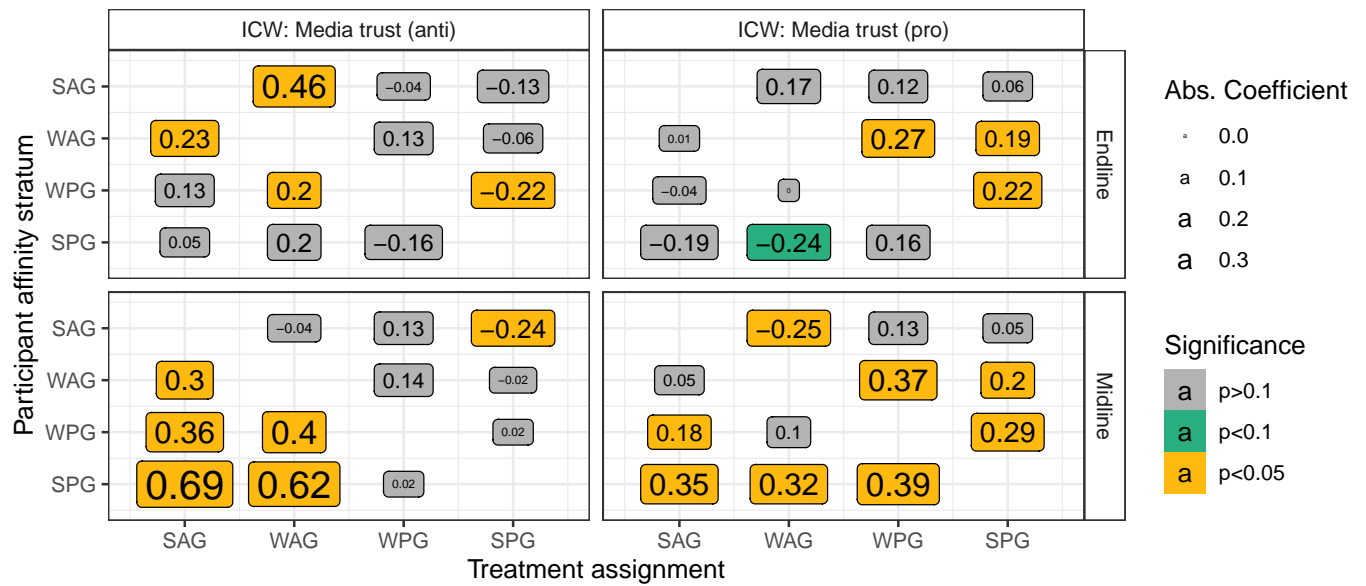 ICW: Media trust (anti)
ICW: Media trust (pro)
Participant affinity stratum
SAG
0.46
−0.04
−0.13
0.17
0.12
0.06
WAG
0.23
0.13
−0.06
0.01
0.27
0.19
WPG
0.13
0.2
−0.22
−0.04
0
0.22
SPG
0.05
0.2
−0.16
−0.19
−0.24
0.16
Endline
SAG
−0.04
0.13
−0.24
−0.25
0.13
0.05
WAG
0.3
0.14
−0.02
0.05
0.37
0.2
WPG
0.36
0.4
0.02
0.18
0.1
0.29
SPG
0.69
0.62
0.02
0.35
0.32
0.39
Midline
SAG
WAG
WPG
SPG
SAG
WAG
WPG
SPG
Treatment assignment
Abs. Coefficient
a 0.0
a 0.1
a 0.2
a 0.3
Significance
a p>0.1
a p<0.1
a p<0.05